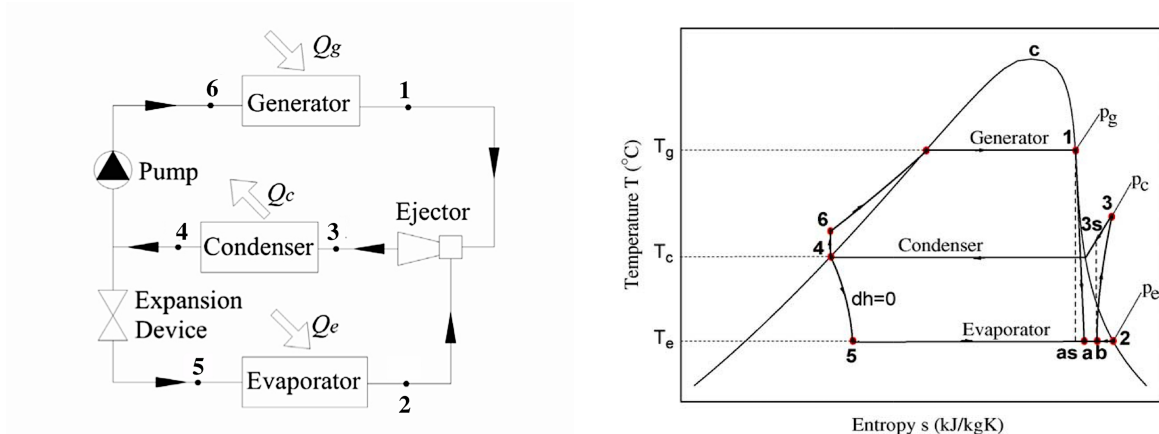 Qg
6
1
Generator
Pump
Qc
Ejector
4
3
Condenser
Expansion
Device
Qe
5
Evaporator
2
c
1
pg
Tg
Generator
pc
3
6
3s
4
Tc
Condenser
pe
dh=0
Te
Evaporator
2
5
as a b
Temperature T (°C)
Entropy s (kJ/kgK)